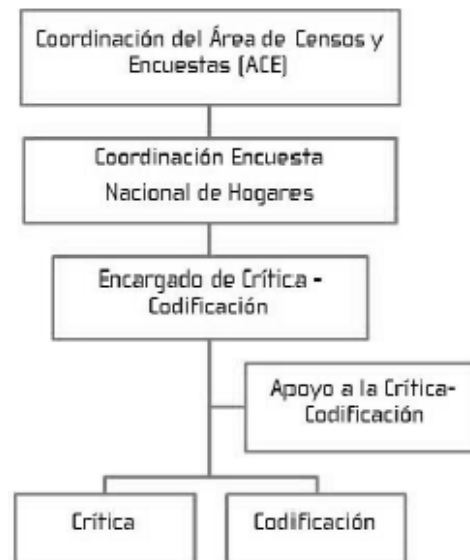 Coordinación del Área de Censos y
Encuestas (ACE)
Coordinación Encuesta
Nacional de Hogares
Encargado de Crítica -
Codificación
Apoyo a la Crítica-
Codificación
Crítica
Codificación